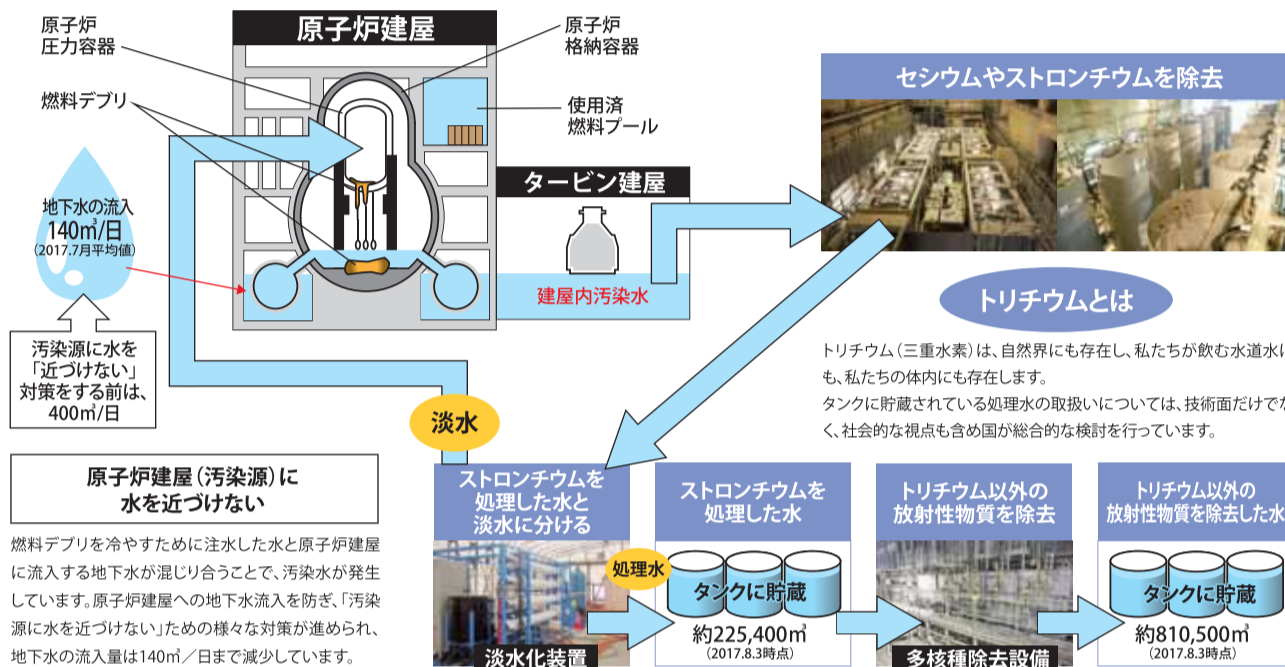 原子炉
圧力容器
原子炉建屋
原子炉
格納容器
燃料デブリ
使用済
燃料プール
セシウムやストロンチウムを除去
地下水の流入
140㎥/日
(2017.7月平均値)
タービン建屋
建屋内汚染水
汚染源に水を
「近づけない」
対策をする前は、
400㎥/日
トリチウムとは
トリチウム(三重水素)は、自然界にも存在し、私たちが飲む水道水に
も、私たちの体内にも存在します。
タンクに貯蔵されている処理水の取扱いについては、技術面だけでな
く、社会的な視点も含め国が総合的な検討を行っています。
淡水
原子炉建屋(汚染源)に
水を近づけない
燃料デブリを冷やすために注水した水と原子炉建屋
に流入する地下水が混じり合うことで、汚染水が発生
しています。原子炉建屋への地下水流入を防ぎ、「汚染
源に水を近づけない」ための様々な対策が進められ、
地下水の流入量は140㎥/日まで減少しています。
ストロンチウムを
処理した水と
淡水に分ける
淡水化装置
処理水
ストロンチウムを
処理した水
タンクに貯蔵
約225,400㎥
(2017.8.3時点)
トリチウム以外の
放射性物質を除去
多核種除去設備
トリチウム以外の
放射性物質を除去した水
タンクに貯蔵
約810,500㎥
(2017.8.3時点)